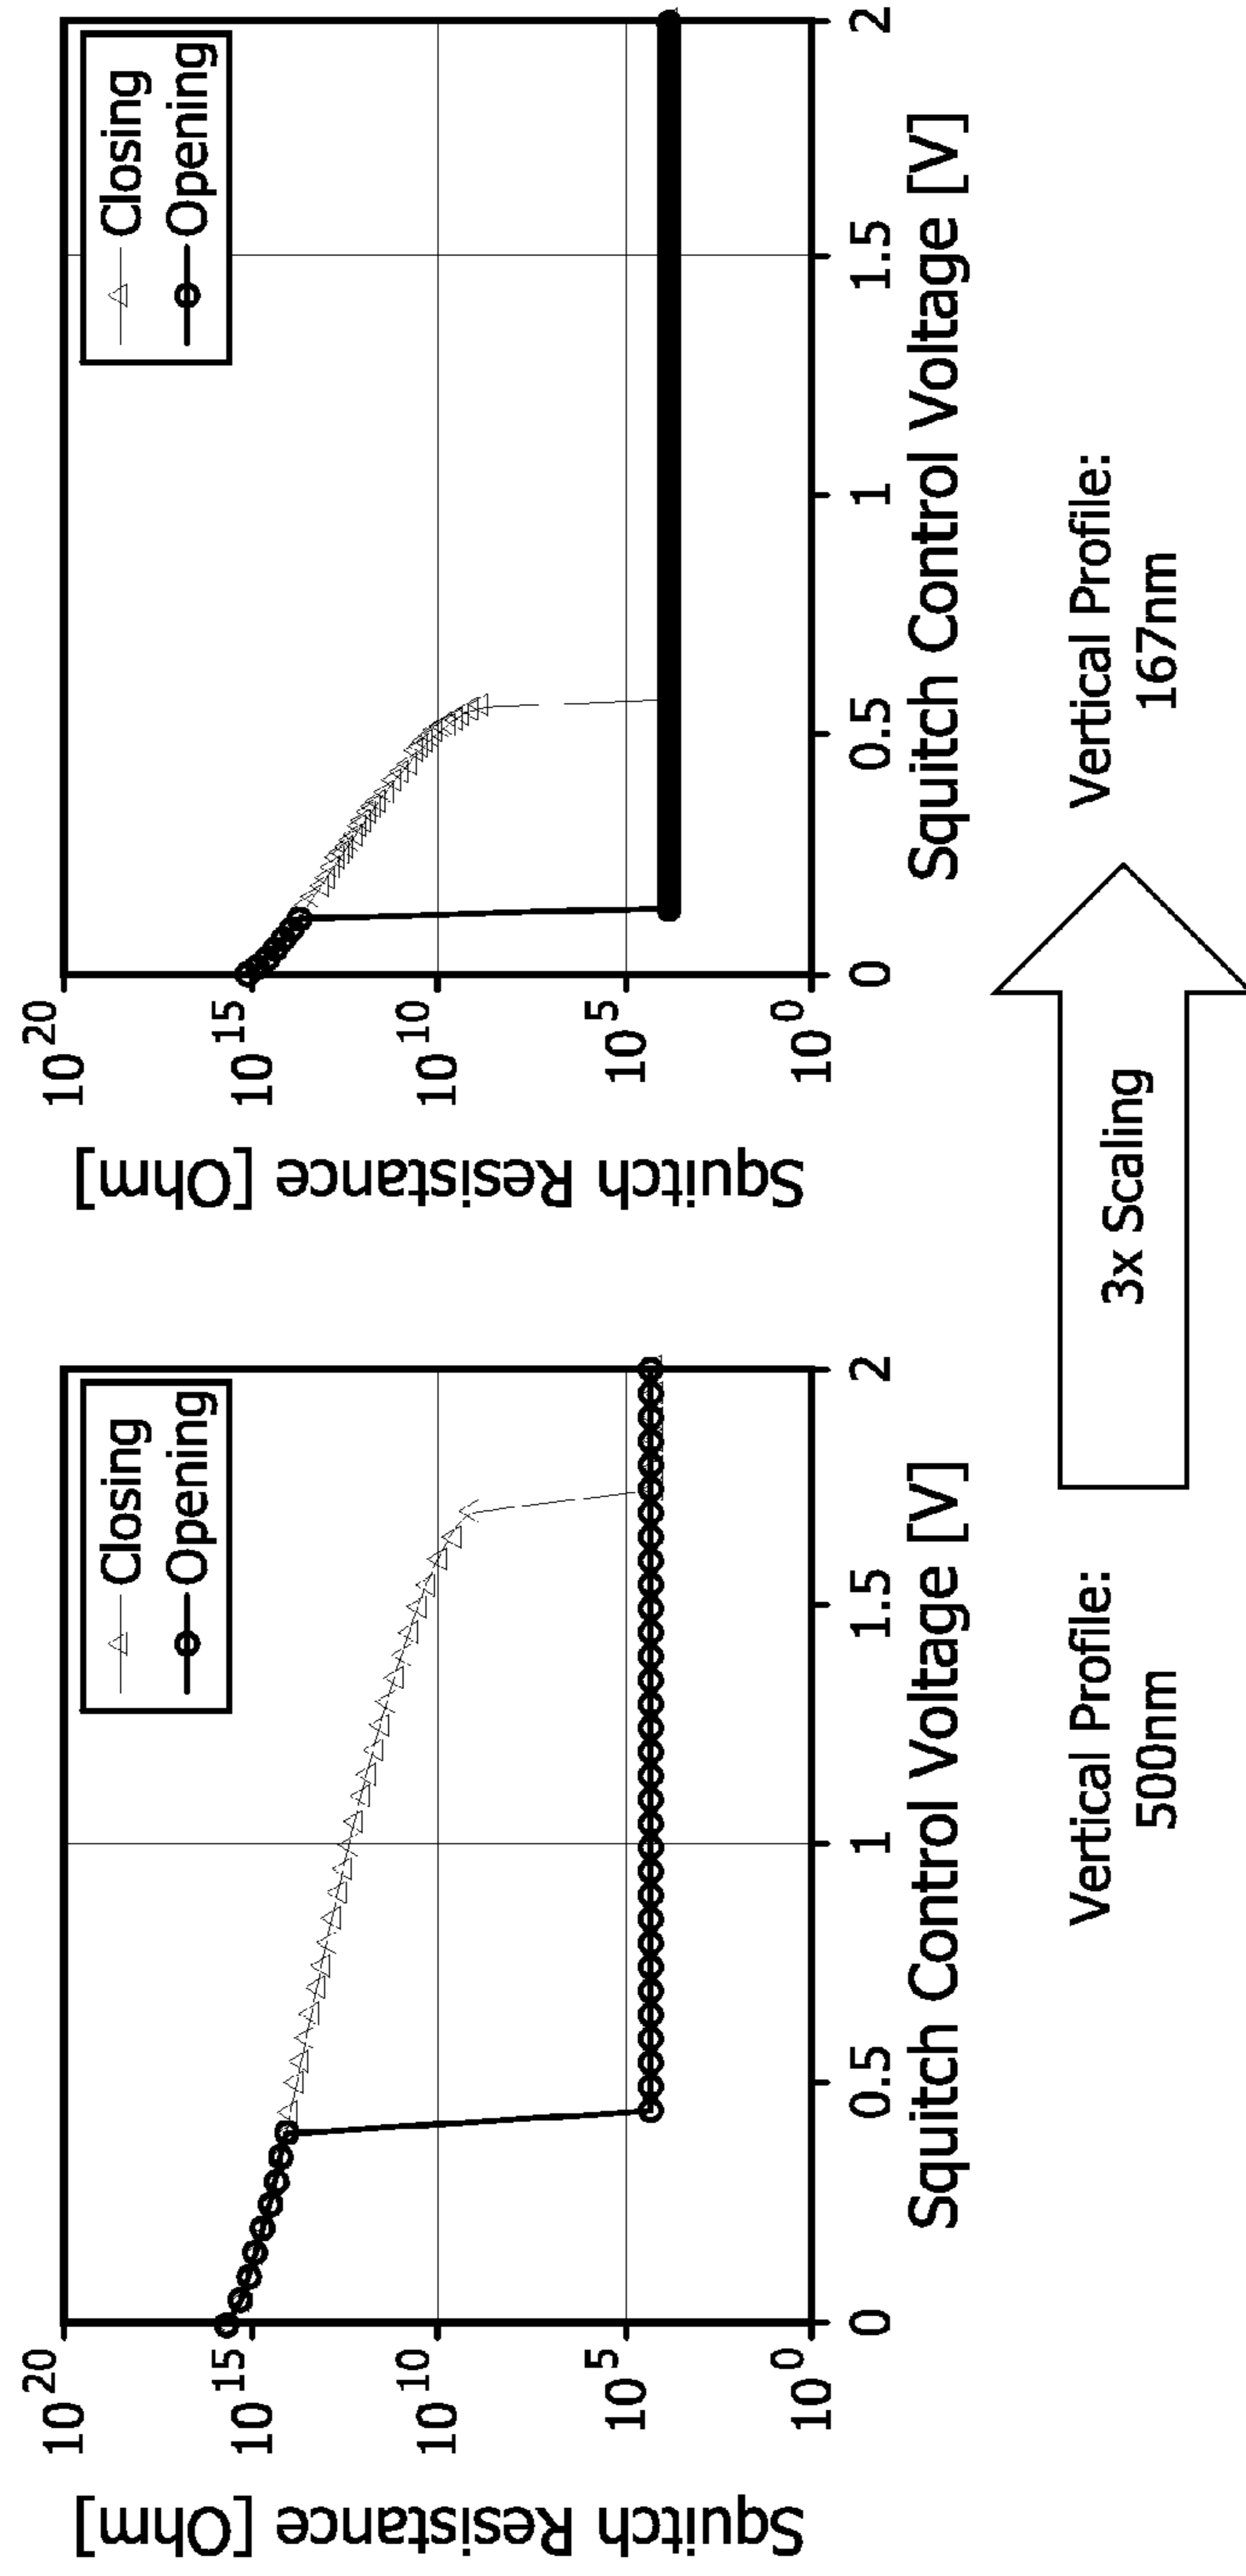 Squitch Resistance [Ohm]
10^20
10^15
10^10
10^5
10^0
Closing
Opening
0
0.5
1
1.5
2
Squitch Control Voltage [V]
Vertical Profile:
500nm
3x Scaling
Squitch Resistance [Ohm]
10^20
10^15
10^10
10^5
10^0
Closing
Opening
0
0.5
1
1.5
2
Squitch Control Voltage [V]
Vertical Profile:
167nm